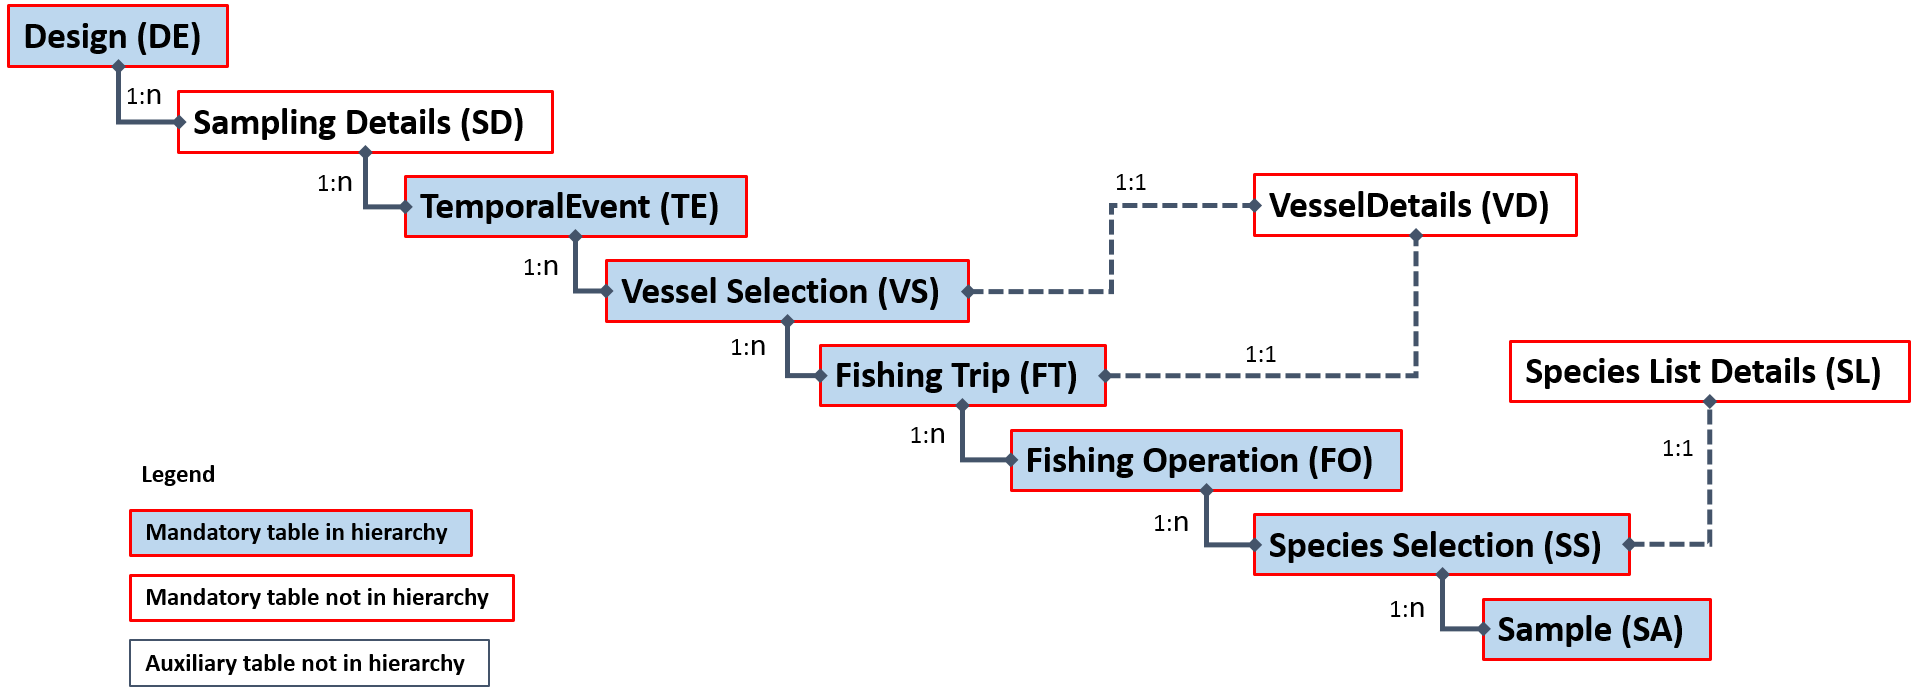 Design (DE)
1:n
Sampling Details (SD)
1:n
TemporalEvent (TE)
1:1
VesselDetails (VD)
1:n
Vessel Selection (VS)
1:n
Fishing Trip (FT)
1:1
Species List Details (SL)
1:n
Fishing Operation (FO)
1:1
1:n
Species Selection (SS)
1:n
Sample (SA)
Legend
Mandatory table in hierarchy
Mandatory table not in hierarchy
Auxiliary table not in hierarchy